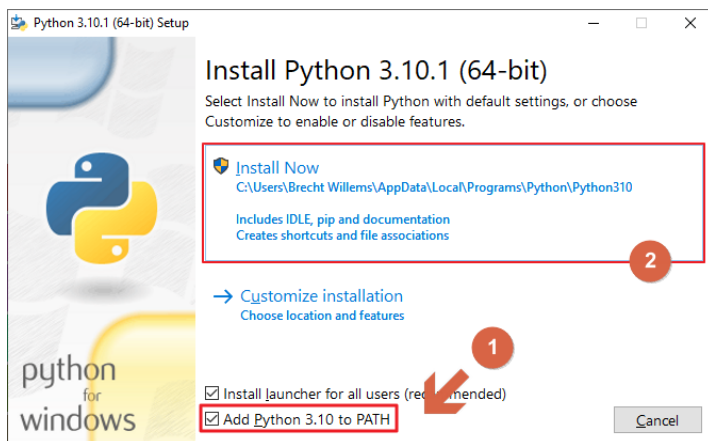 Python 3.10.1 (64-bit) Setup
Install Python 3.10.1 (64-bit)
Select Install Now to install Python with default settings, or choose
Customize to enable or disable features.
Install Now
C:\Users\Brecht Willems\AppData\Local\Programs\Python\Python310
Includes IDLE, pip and documentation
Creates shortcuts and file associations
2
Customize installation
Choose location and features
1
python
for
windows
Install launcher for all users (recommended)
Add Python 3.10 to PATH
Cancel